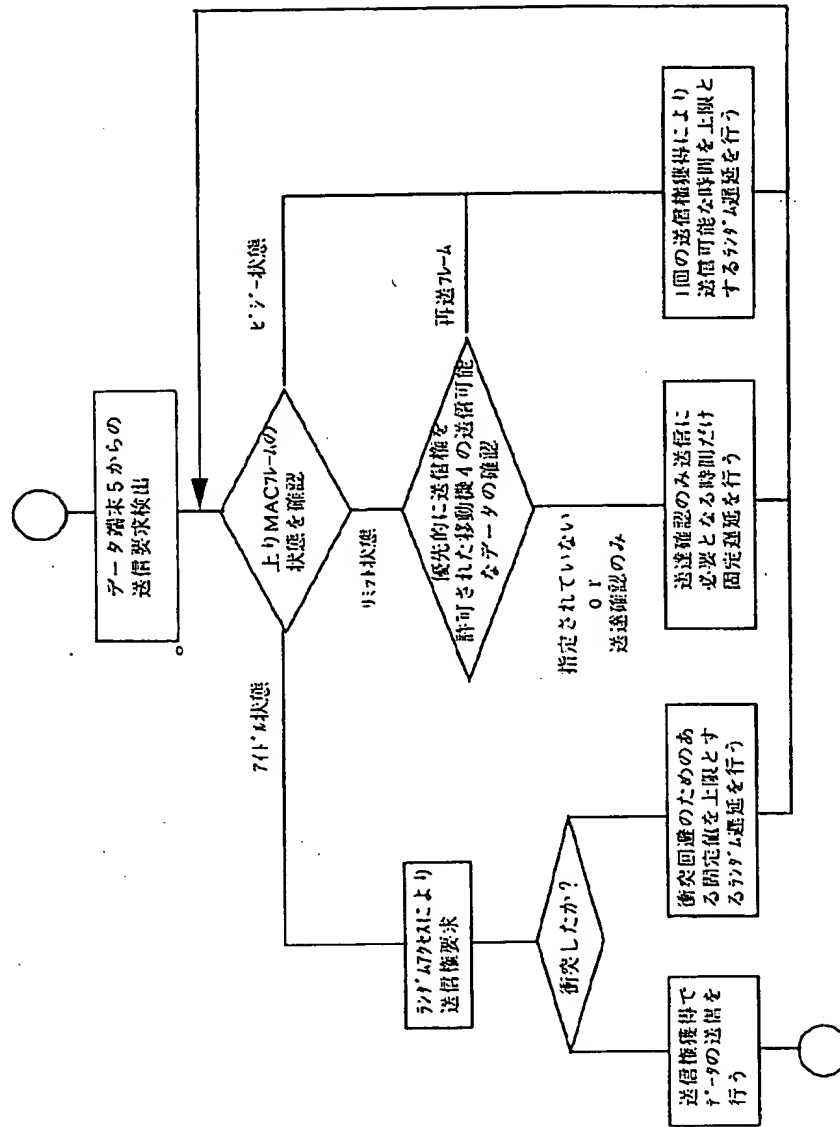 データ端末5からの
送信要求検出
上りMACフレームの
状態を確認
アイドル状態
リミット状態
ビジー状態
優先的に送信権を
許可された移動機4の送信可能
なデータの確認
再送フレーム
指定されていない
or
送達確認のみ
ランダムアクセスにより
送信権要求
衝突したか?
送信権獲得で
データの送信を
行う
衝突回避のためのあ
る固定値を上限とす
るランダム遅延を行う
送達確認のみ送信に
必要となる時間だけ
固定遅延を行う
1回の送信権獲得により
送信可能な時間を上限と
するランダム遅延を行う